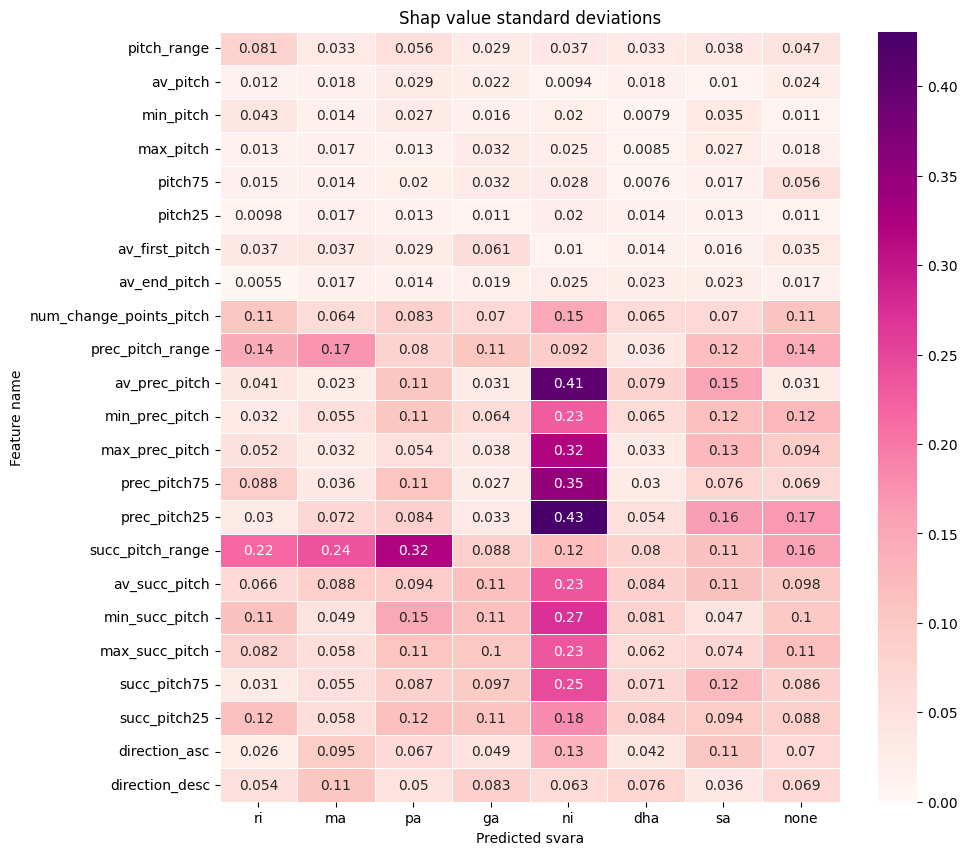 Shap value standard deviations
pitch_range 0.081 0.033 0.056 0.029 0.037 0.033 0.038 0.047
av_pitch 0.012 0.018 0.029 0.022 0.0094 0.018 0.01 0.024
min_pitch 0.043 0.014 0.027 0.016 0.02 0.0079 0.035 0.011
max_pitch 0.013 0.017 0.013 0.032 0.025 0.0085 0.027 0.018
pitch75 0.015 0.014 0.02 0.032 0.028 0.0076 0.017 0.056
pitch25 0.0098 0.017 0.013 0.011 0.02 0.014 0.013 0.011
av_first_pitch 0.037 0.037 0.029 0.061 0.01 0.014 0.016 0.035
av_end_pitch 0.0055 0.017 0.014 0.019 0.025 0.023 0.023 0.017
num_change_points_pitch 0.11 0.064 0.083 0.07 0.15 0.065 0.07 0.11
prec_pitch_range 0.14 0.17 0.08 0.11 0.092 0.036 0.12 0.14
av_prec_pitch 0.041 0.023 0.11 0.031 0.41 0.079 0.15 0.031
min_prec_pitch 0.032 0.055 0.11 0.064 0.23 0.065 0.12 0.12
max_prec_pitch 0.052 0.032 0.054 0.038 0.32 0.033 0.13 0.094
prec_pitch75 0.088 0.036 0.11 0.027 0.35 0.03 0.076 0.069
prec_pitch25 0.03 0.072 0.084 0.033 0.43 0.054 0.16 0.17
succ_pitch_range 0.22 0.24 0.32 0.088 0.12 0.08 0.11 0.16
av_succ_pitch 0.066 0.088 0.094 0.11 0.23 0.084 0.11 0.098
min_succ_pitch 0.11 0.049 0.15 0.11 0.27 0.081 0.047 0.1
max_succ_pitch 0.082 0.058 0.11 0.1 0.23 0.062 0.074 0.11
succ_pitch75 0.031 0.055 0.087 0.097 0.25 0.071 0.12 0.086
succ_pitch25 0.12 0.058 0.12 0.11 0.18 0.084 0.094 0.088
direction_asc 0.026 0.095 0.067 0.049 0.13 0.042 0.11 0.07
direction_desc 0.054 0.11 0.05 0.083 0.063 0.076 0.036 0.069
ri ma pa ga ni dha sa none
Predicted svara
Feature name
0.40
0.35
0.30
0.25
0.20
0.15
0.10
0.05
0.00